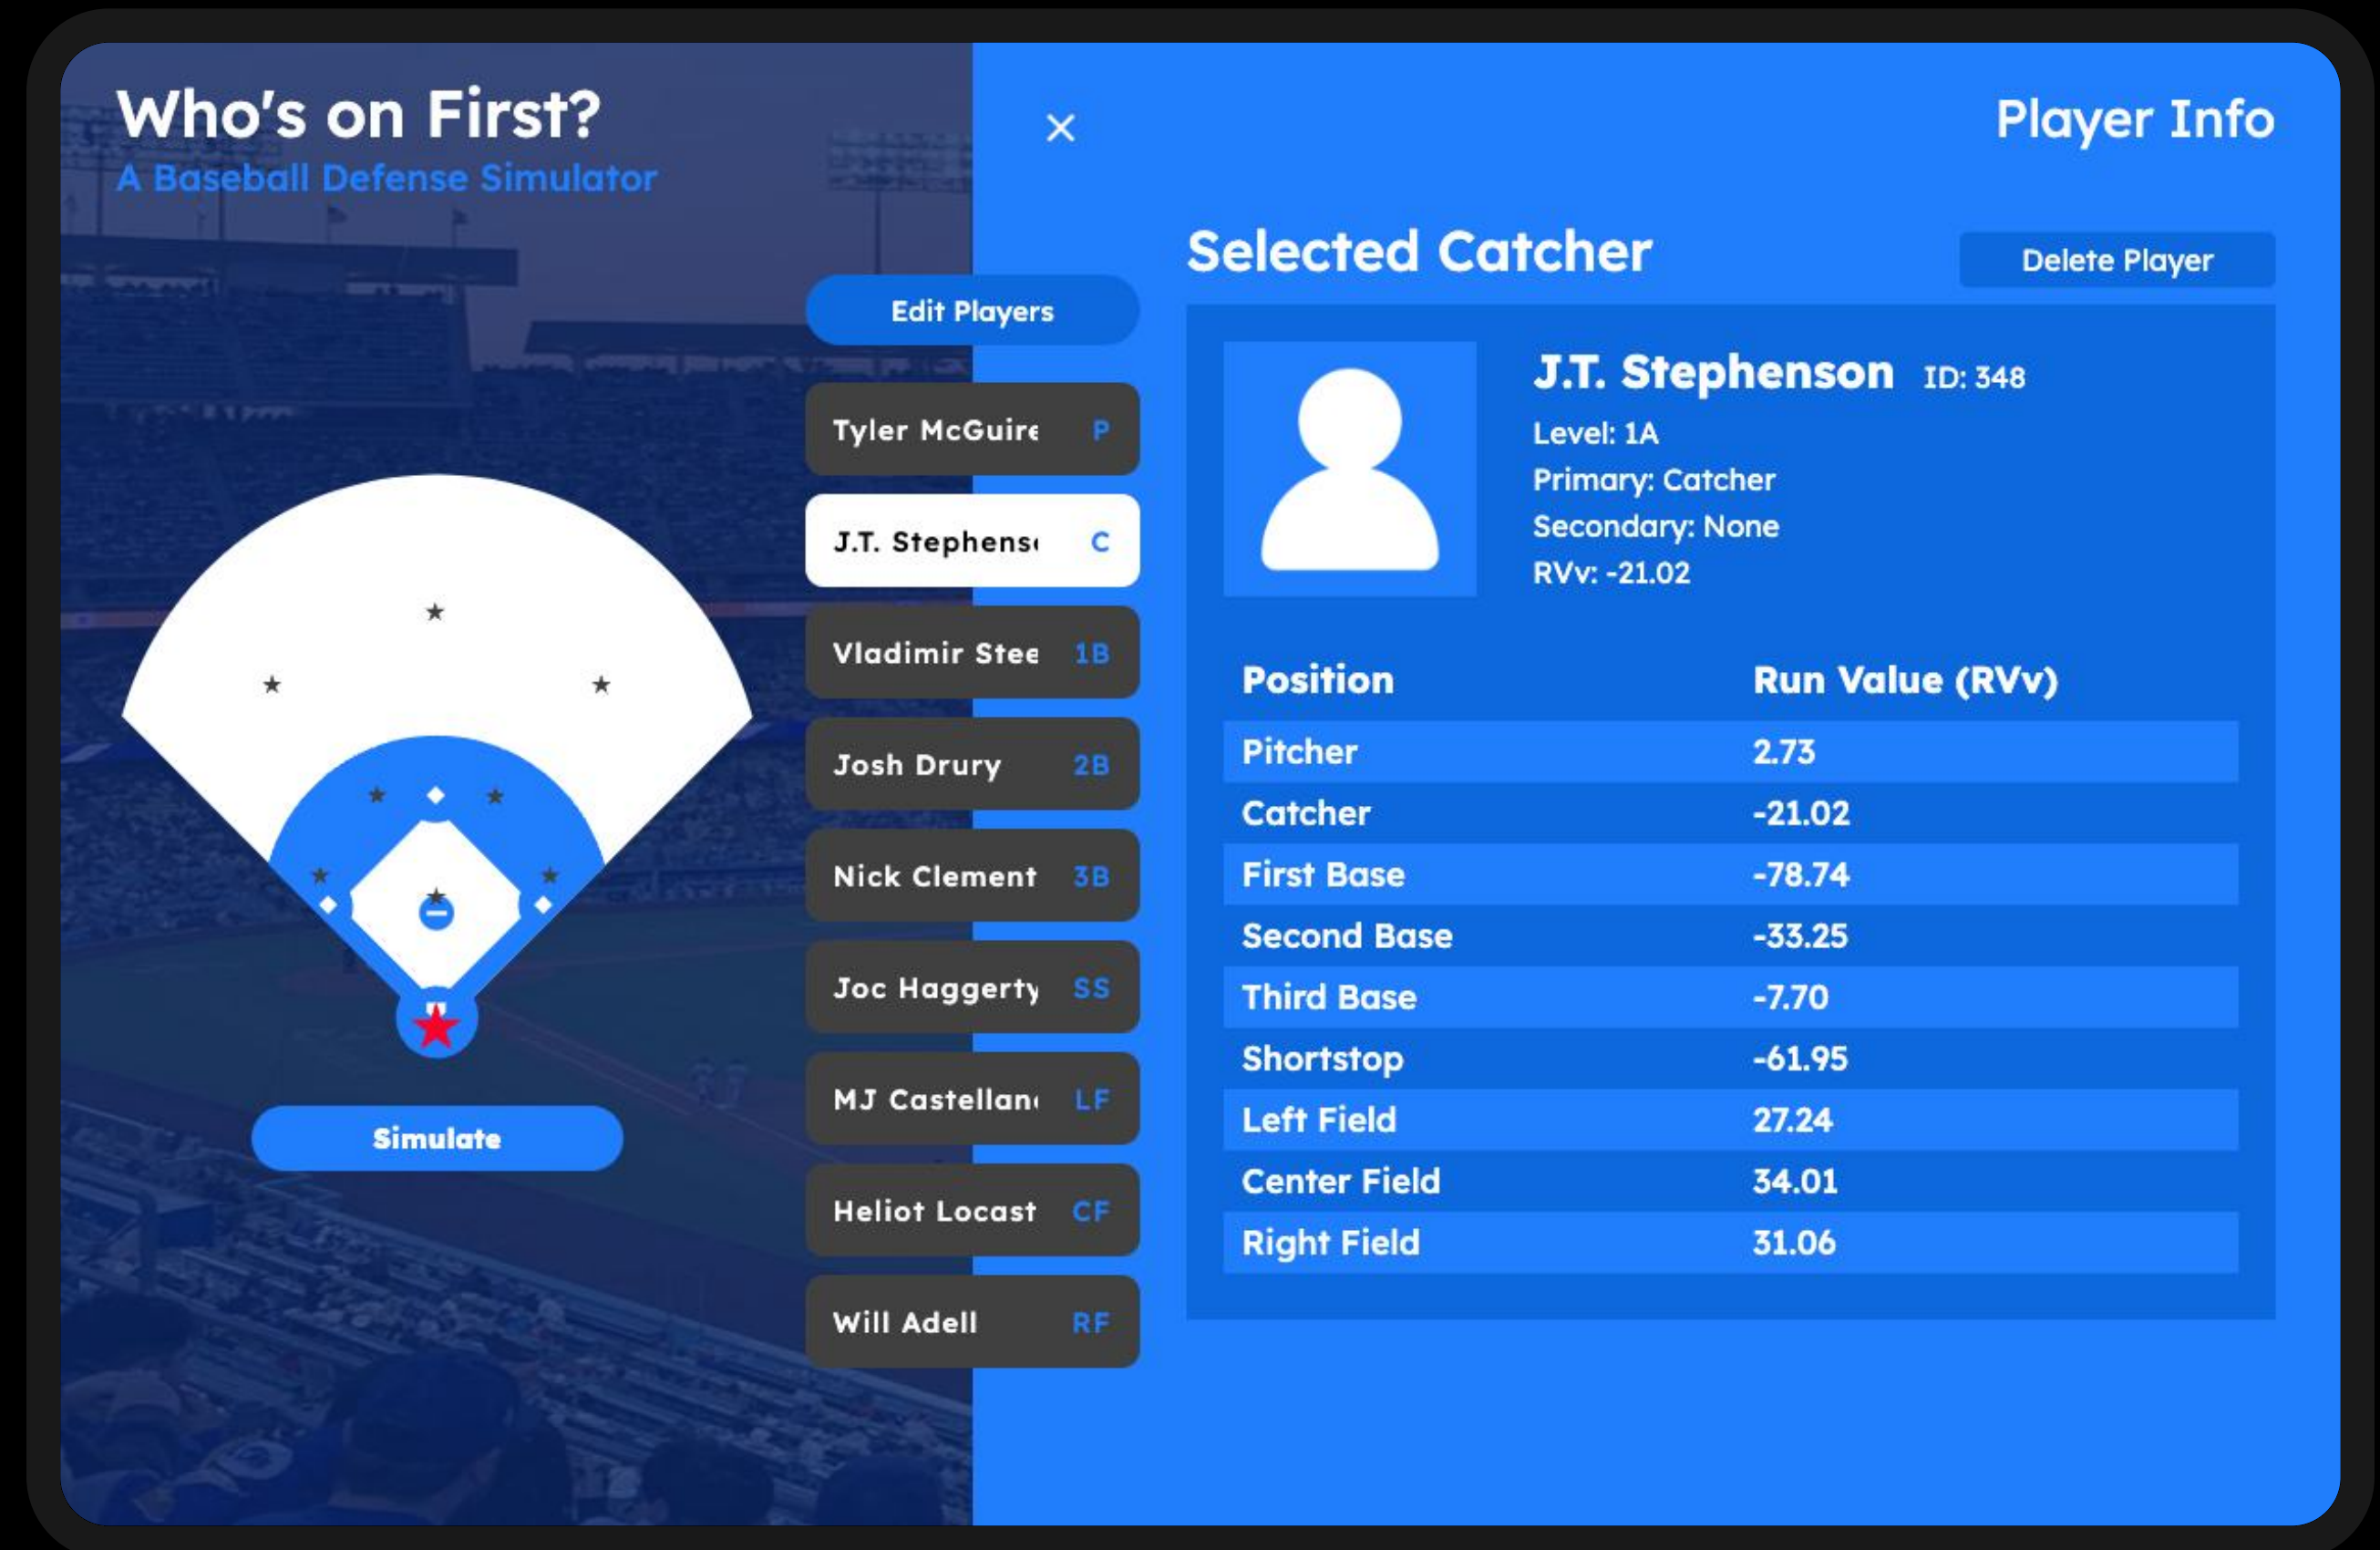 Who's on First?
A Baseball Defense Simulator
Simulate
Edit Players
Tyler McGuire P
J.T. Stephens C
Vladimir Stee 1B
Josh Drury 2B
Nick Clement 3B
Joc Haggerty SS
MJ Castellan LF
Heliot Locast CF
Will Adell RF
Player Info
Selected Catcher
Delete Player
J.T. Stephenson ID: 348
Level: 1A
Primary: Catcher
Secondary: None
RVv: -21.02
Position Run Value (RVv)
Pitcher 2.73
Catcher -21.02
First Base -78.74
Second Base -33.25
Third Base -7.70
Shortstop -61.95
Left Field 27.24
Center Field 34.01
Right Field 31.06